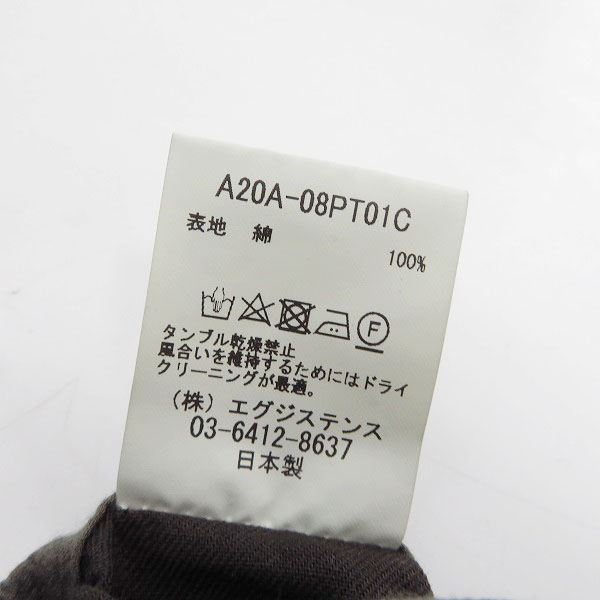 A20A-08PT01C
表地 綿
100%
F
タンブル乾燥禁止
風合いを維持するためにはドライ
クリーニングが最適。
(株) エグジステンス
03-6412-8637
日本製